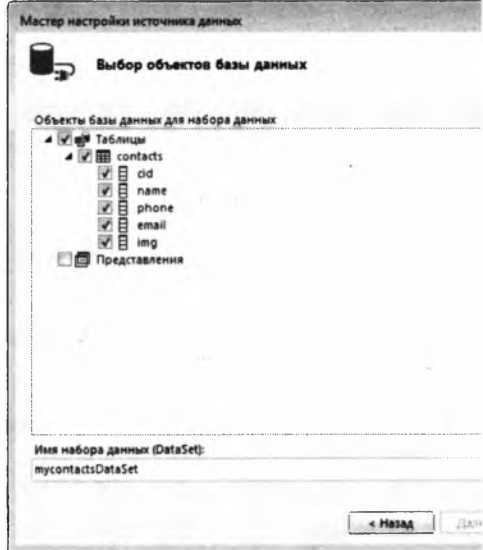 Мастер настройки источника данных
Выбор объектов базы данных
Объекты базы данных для набора данных
Таблицы
contacts
cid
name
phone
email
img
Представления
Имя набора данных (DataSet):
mycontactsDataSet
< Назад